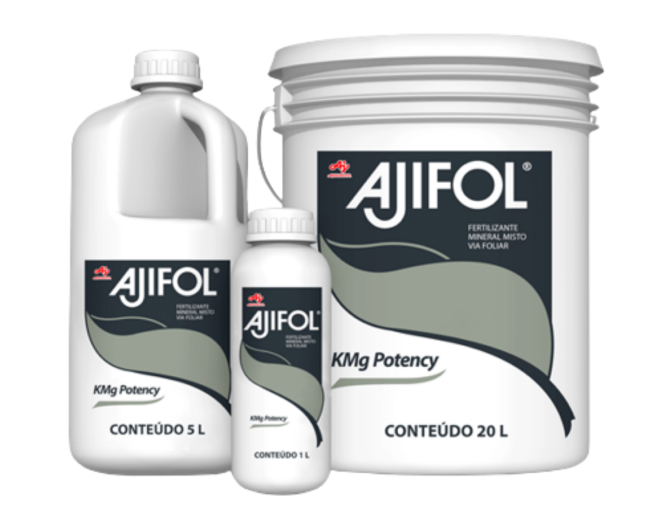 AJIFOL®
FERTILIZANTE
MINERAL MISTO
VIA FOLIAR
KMg Potency
CONTEÚDO 5 L
AJIFOL®
FERTILIZANTE
MINERAL MISTO
VIA FOLIAR
KMg Potency
CONTEÚDO 1 L
Aj
AJIFOL®
FERTILIZANTE
MINERAL MISTO
VIA FOLIAR
KMg Potency
CONTEÚDO 20 L